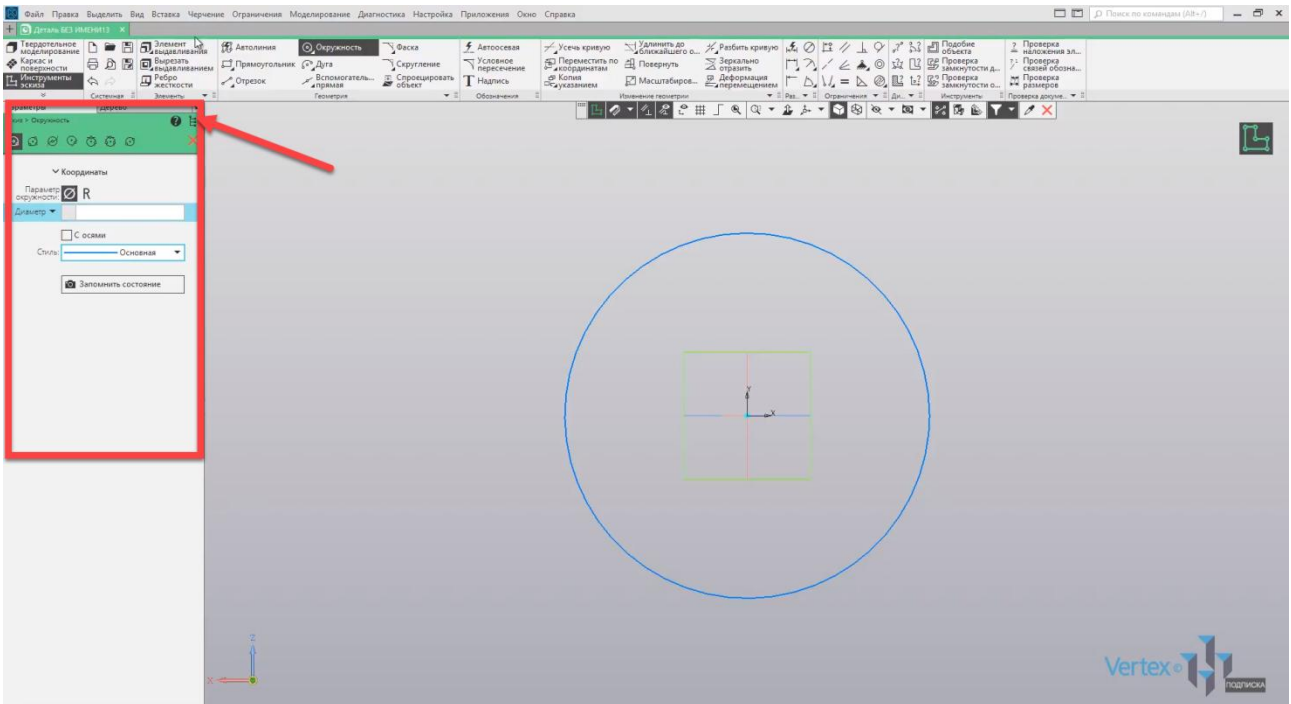 Файл Правка Выделить Вид Вставка Черчение Ограничения Моделирование Диагностика Настройка Приложения Окно Справка
Поиск по командам (Alt+/)
Деталь БЕЗ ИМЕНИ13
Твердотельное моделирование
Каркас и поверхности
Инструменты эскиза
Системная
Элемент выдавливания
Вырезать выдавливанием
Ребро жесткости
Элементы
Автолиния Окружность Фаска
Прямоугольник Дуга Скругление
Отрезок Вспомогатель... прямая Спроецировать объект
Геометрия
Автоосевая
Условное пересечение
Надпись
Обозначения
Усечь кривую Удлинить до ближайшего о... Разбить кривую
Переместить по координатам Повернуть Зеркально отразить
Копия указанием Масштабиров... Деформация перемещением
Изменение геометрии
Раз...
Ограничения
Ди...
Подобие объекта
Проверка замкнутости д...
Проверка замкнутости о...
Инструменты
Проверка наложения эл...
Проверка связей обозна...
Проверка размеров
Проверка докуме...
Дерево
Окружность
Координаты
Параметр окружности: R
Диаметр
С осями
Стиль: Основная
Запомнить состояние
Y
X
Z
X
Vertex
ПОДПИСКА